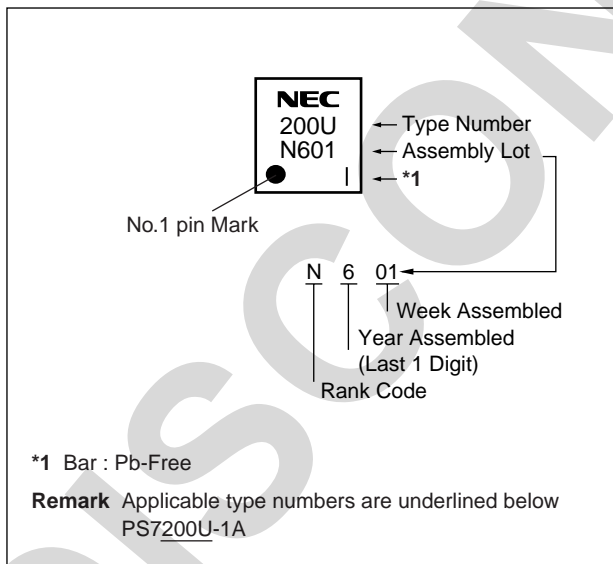 NEC
200U Type Number
N601 Assembly Lot
| *1
No.1 pin Mark
N 6 01
Week Assembled
Year Assembled
(Last 1 Digit)
Rank Code
*1 Bar : Pb-Free
Remark Applicable type numbers are underlined below
PS7200U-1A
DISCON